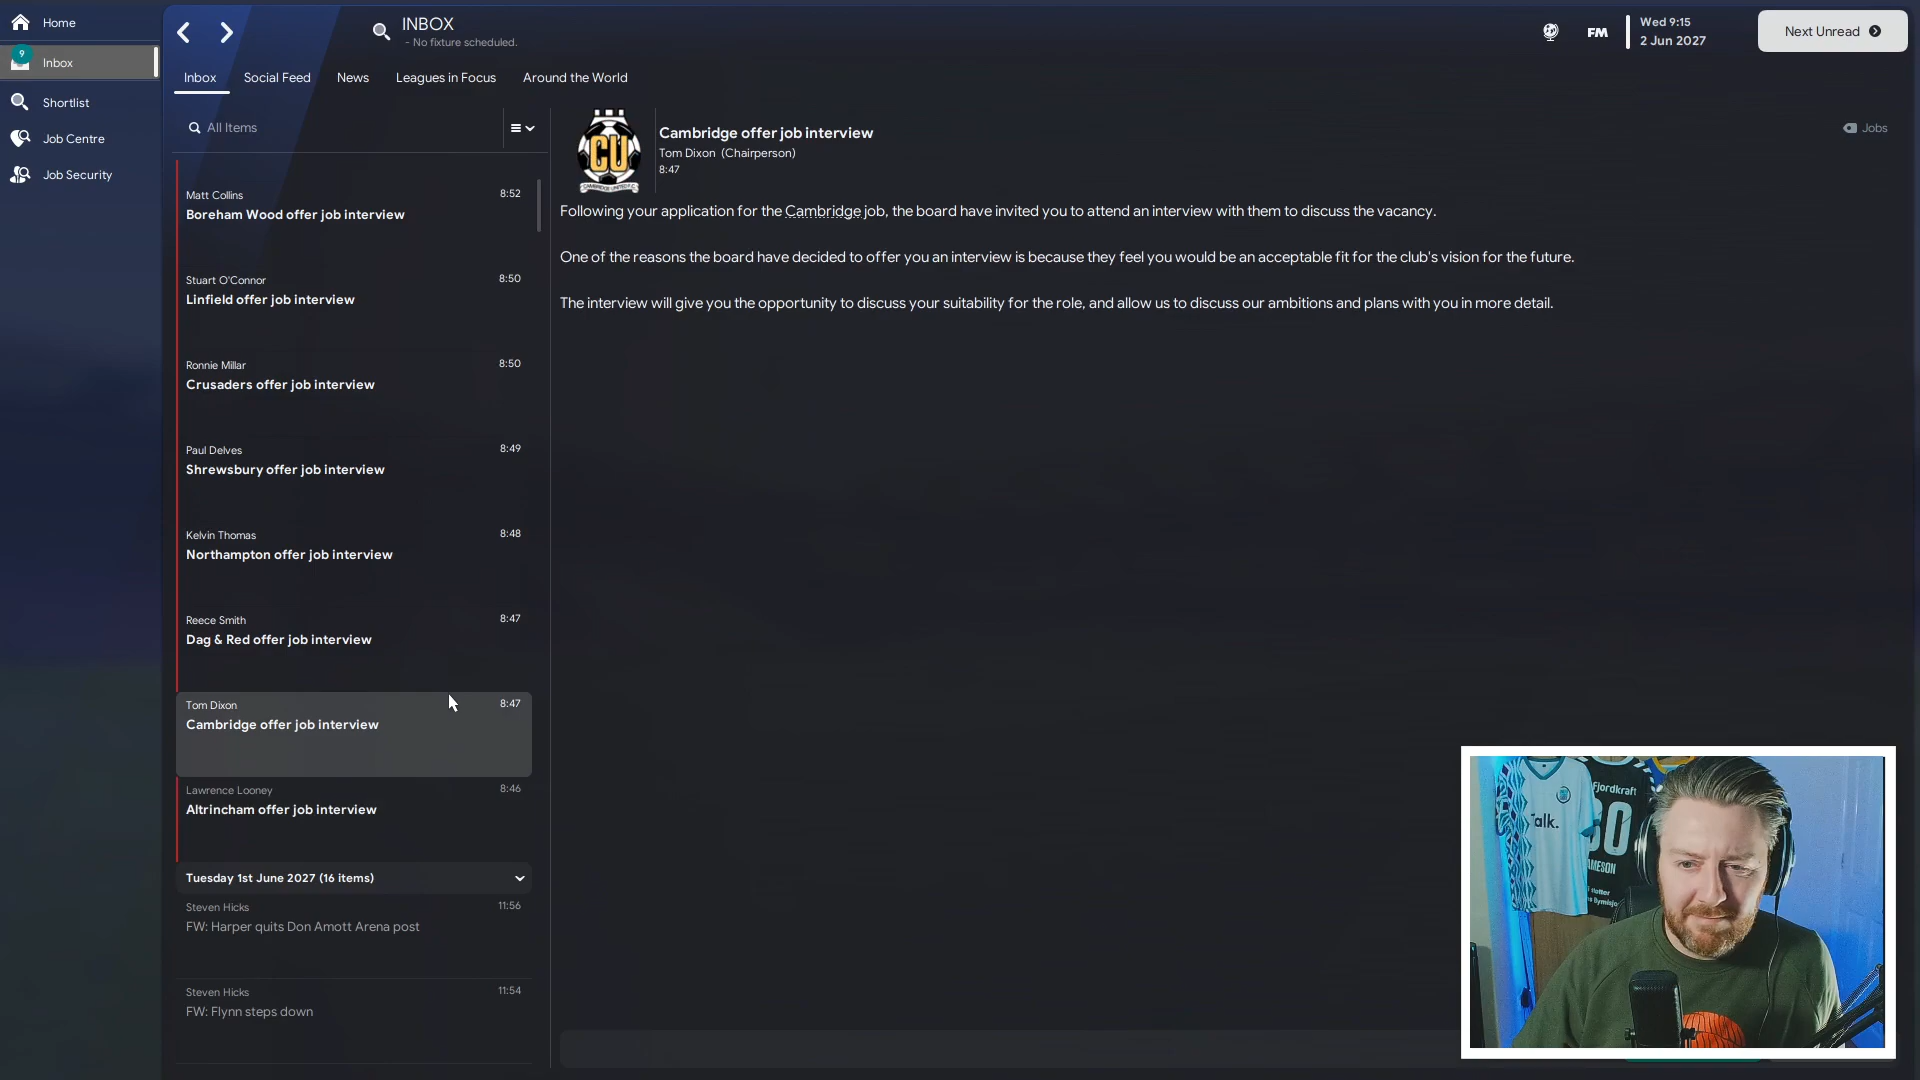 Home
9
Inbox
Shortlist
Job Centre
Job Security
INBOX
- No fixture scheduled.
FM
Wed 9:15
2 Jun 2027
Next Unread
Inbox
Social Feed
News
Leagues in Focus
Around the World
All Items
Matt Collins
8:52
Boreham Wood offer job interview
Stuart O'Connor
8:50
Linfield offer job interview
Ronnie Millar
8:50
Crusaders offer job interview
Paul Delves
8:49
Shrewsbury offer job interview
Kelvin Thomas
8:48
Northampton offer job interview
Reece Smith
8:47
Dag & Red offer job interview
Tom Dixon
8:47
Cambridge offer job interview
Lawrence Looney
8:46
Altrincham offer job interview
Tuesday 1st June 2027 (16 items)
Steven Hicks
11:56
FW: Harper quits Don Amott Arena post
Steven Hicks
11:54
FW: Flynn steps down
CU
CAMBRIDGE UNITED F.C
Cambridge offer job interview
Tom Dixon (Chairperson)
8:47
Jobs
Following your application for the Cambridge job, the board have invited you to attend an interview with them to discuss the vacancy.
One of the reasons the board have decided to offer you an interview is because they feel you would be an acceptable fit for the club's vision for the future.
The interview will give you the opportunity to discuss your suitability for the role, and allow us to discuss our ambitions and plans with you in more detail.
fjordkraft
Talk.